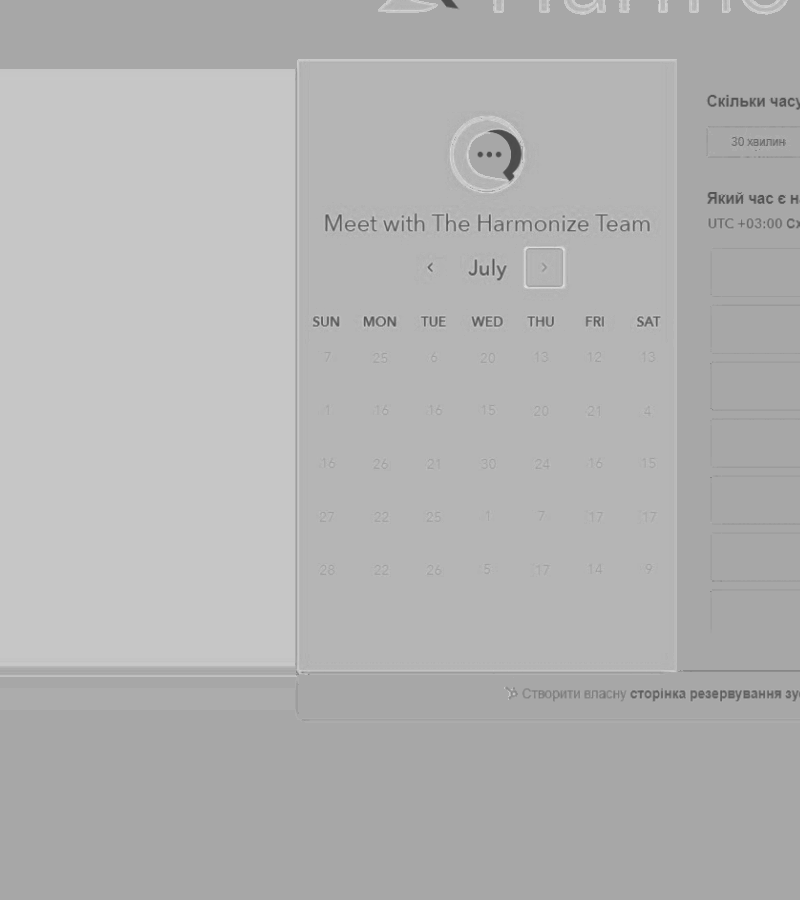 Harmo
Meet with The Harmonize Team
July
SUN MON TUE WED THU FRI SAT
7 25 6 20 13 12 13
1 16 16 15 20 21 4
16 26 21 30 24 16 15
27 22 25 1 7 17 17
28 22 26 5 17 14 9
Скільки часу
30 хвилин
Який час є н
UTC +03:00 Сх
Створити власну сторінка резервування зу